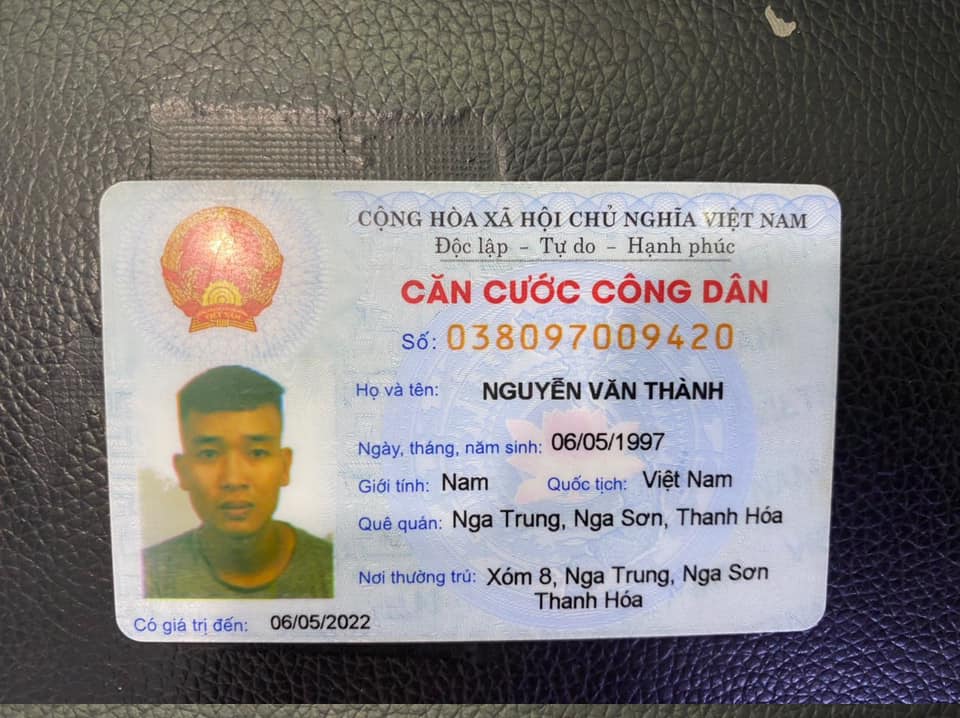 CỘNG HÒA XÃ HỘI CHỦ NGHĨA VIỆT NAM
Độc lập - Tự do - Hạnh phúc
CĂN CƯỚC CÔNG DÂN
Số: 038097009420
Họ và tên: NGUYỄN VĂN THÀNH
Ngày, tháng, năm sinh: 06/05/1997
Giới tính: Nam Quốc tịch: Việt Nam
Quê quán: Nga Trung, Nga Sơn, Thanh Hóa
Nơi thường trú: Xóm 8, Nga Trung, Nga Sơn
Thanh Hóa
Có giá trị đến: 06/05/2022
VIỆT NAM